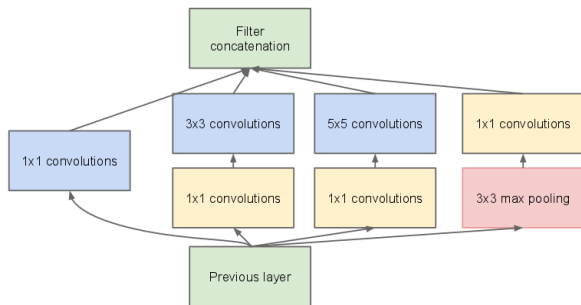 Filter
concatenation
3x3 convolutions
5x5 convolutions
1x1 convolutions
1x1 convolutions
1x1 convolutions
1x1 convolutions
3x3 max pooling
Previous layer